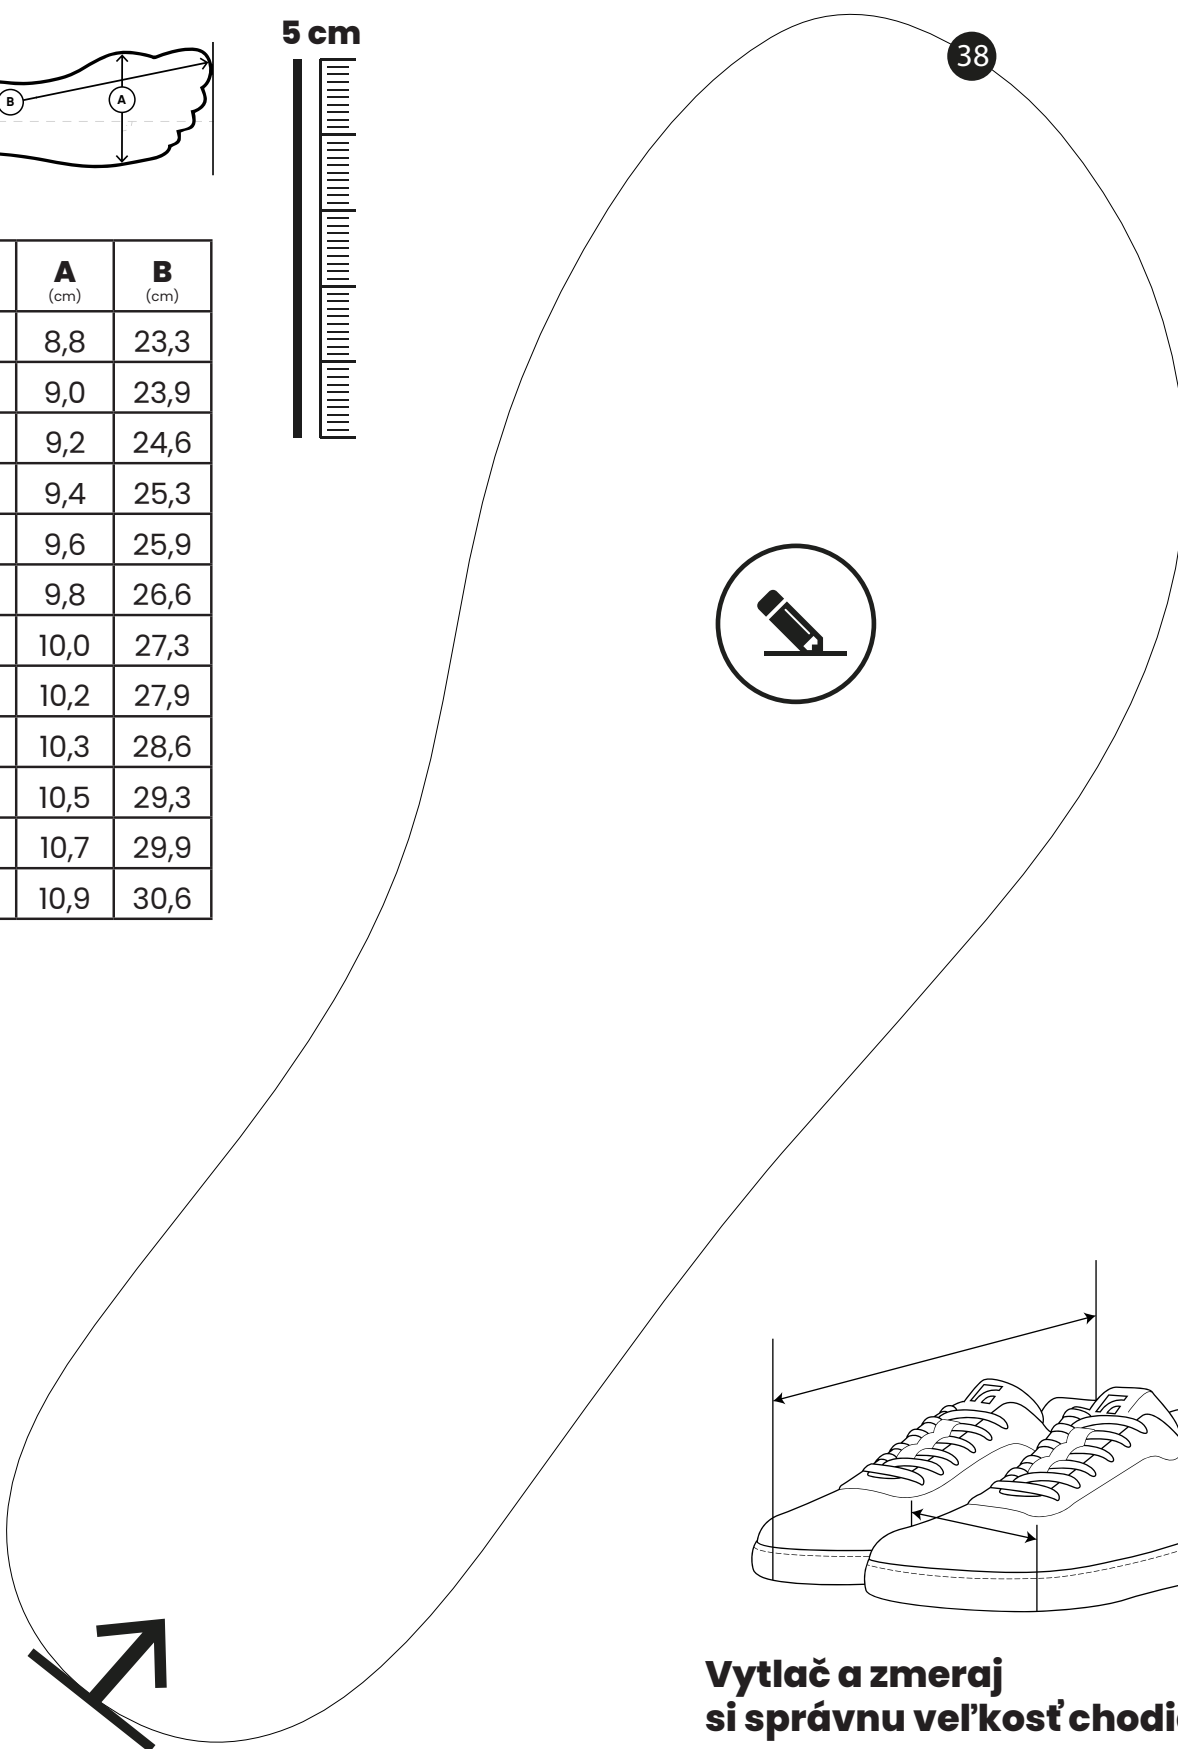 5 cm
38
B
A
A B
(cm) (cm)
8,8 23,3
9,0 23,9
9,2 24,6
9,4 25,3
9,6 25,9
9,8 26,6
10,0 27,3
10,2 27,9
10,3 28,6
10,5 29,3
10,7 29,9
10,9 30,6
Vytlač a zmeraj
si správnu veľkosť